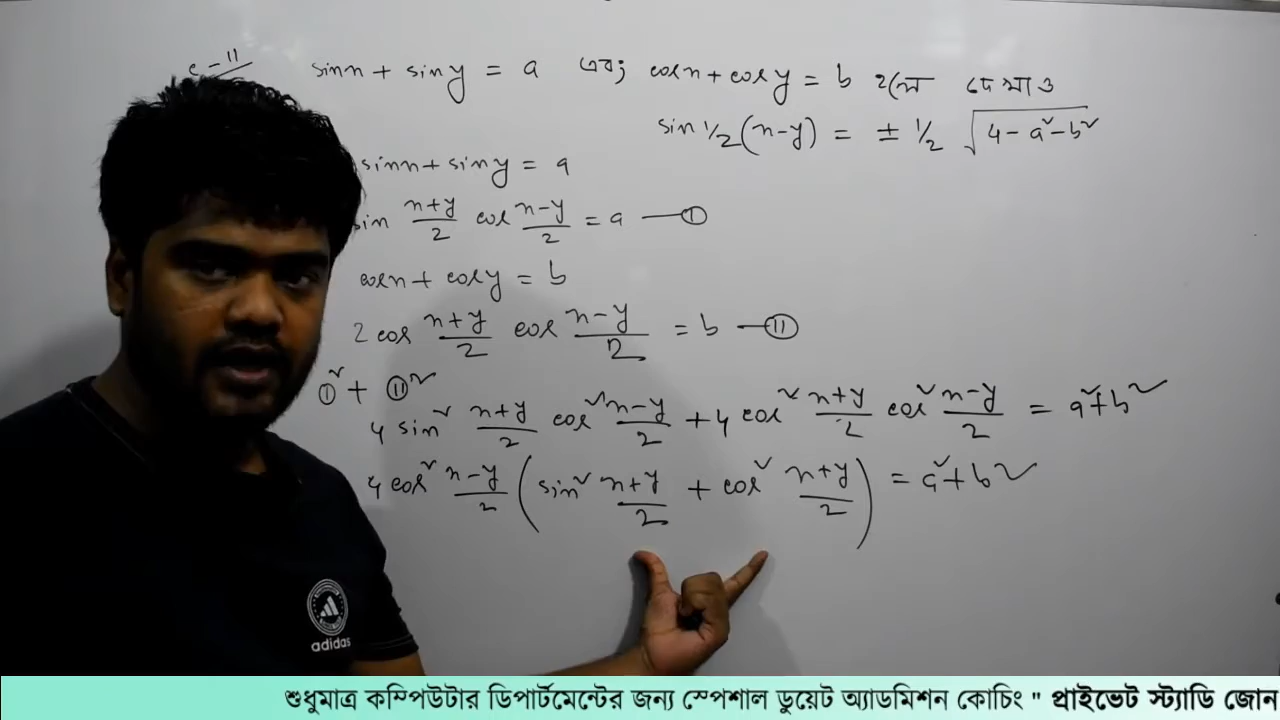 sinx + siny = a এবং cosx + cosy = b হলে দেখাও
sin 1/2 (x-y) = ± 1/2 √(4 - a² - b²)
sinx + siny = a
sin (x+y)/2 cos (x-y)/2 = a —— ①
cosx + cosy = b
2 cos (x+y)/2 cos (x-y)/2 = b —— ⑪
①² + ⑪²
4 sin² (x+y)/2 cos² (x-y)/2 + 4 cos² (x+y)/2 cos² (x-y)/2 = a² + b²
4 cos² (x-y)/2 ( sin² (x+y)/2 + cos² (x+y)/2 ) = a² + b²
adidas
শুধুমাত্র কম্পিউটার ডিপার্টমেন্টের জন্য স্পেশাল ডুয়েট অ্যাডমিশন কোচিং " প্রাইভেট স্ট্যাডি জোন